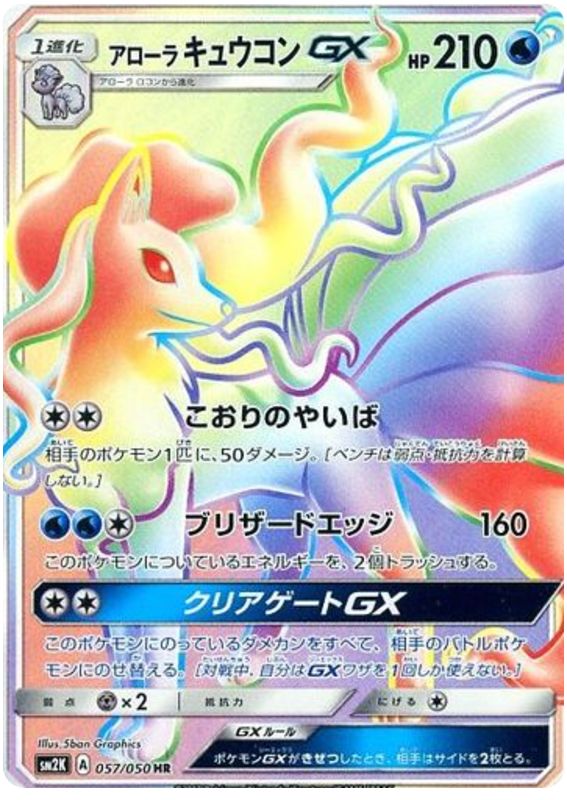 1進化 アローラ キュウコンGX HP 210
アローラ ロコンから進化
こおりのやいば
相手のポケモン1匹に、50ダメージ。[ベンチは弱点・抵抗力を計算
しない。]
ブリザードエッジ 160
このポケモンについているエネルギーを、2個トラッシュする。
クリアゲートGX
このポケモンにのっているダメカンをすべて、相手のバトルポケ
モンにのせ替える。[対戦中、自分はGXワザを1回しか使えない。]
弱点 ×2 抵抗力 にげる
GXルール
Illus. 5ban Graphics
ポケモンGXがきぜつしたとき、相手はサイドを2枚とる。
SM2K A 057/050 HR